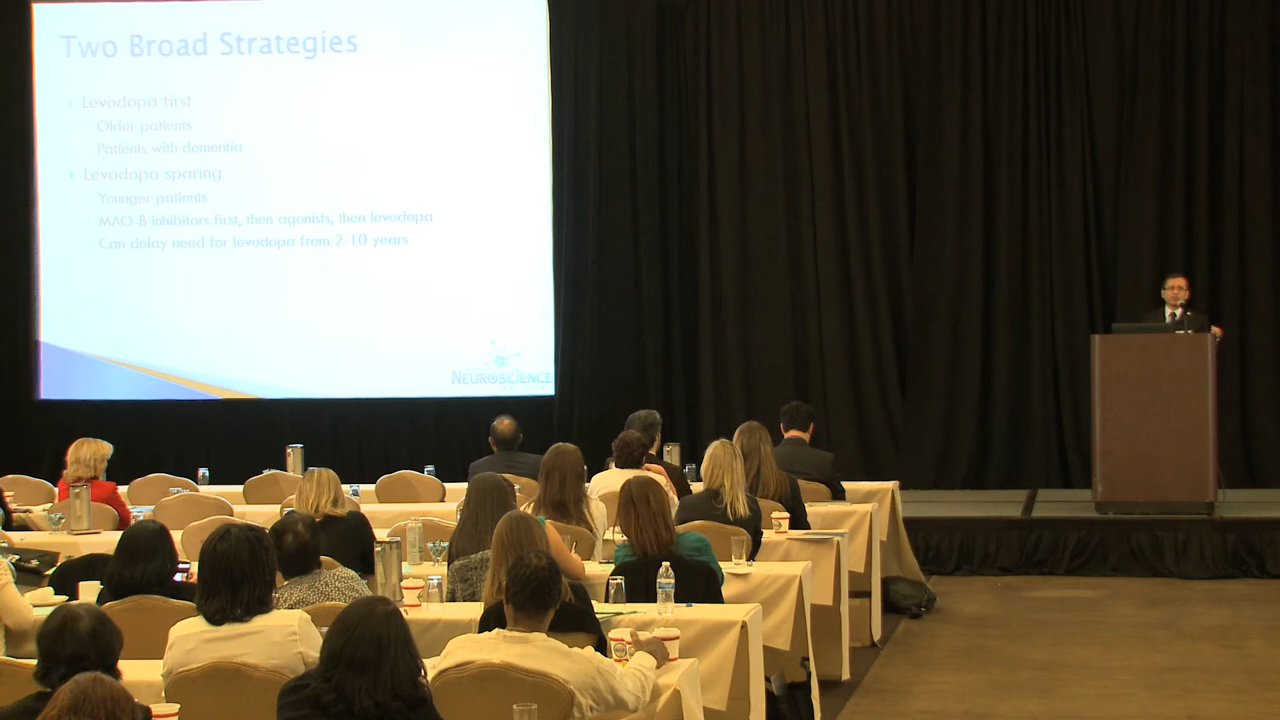 Two Broad Strategies
• Levodopa first
Older patients
Patients with dementia
• Levodopa sparing
Younger patients
MAO-B inhibitors first, then agonists, then levodopa
Can delay need for levodopa from 2-10 years
NEUROSCIENCE